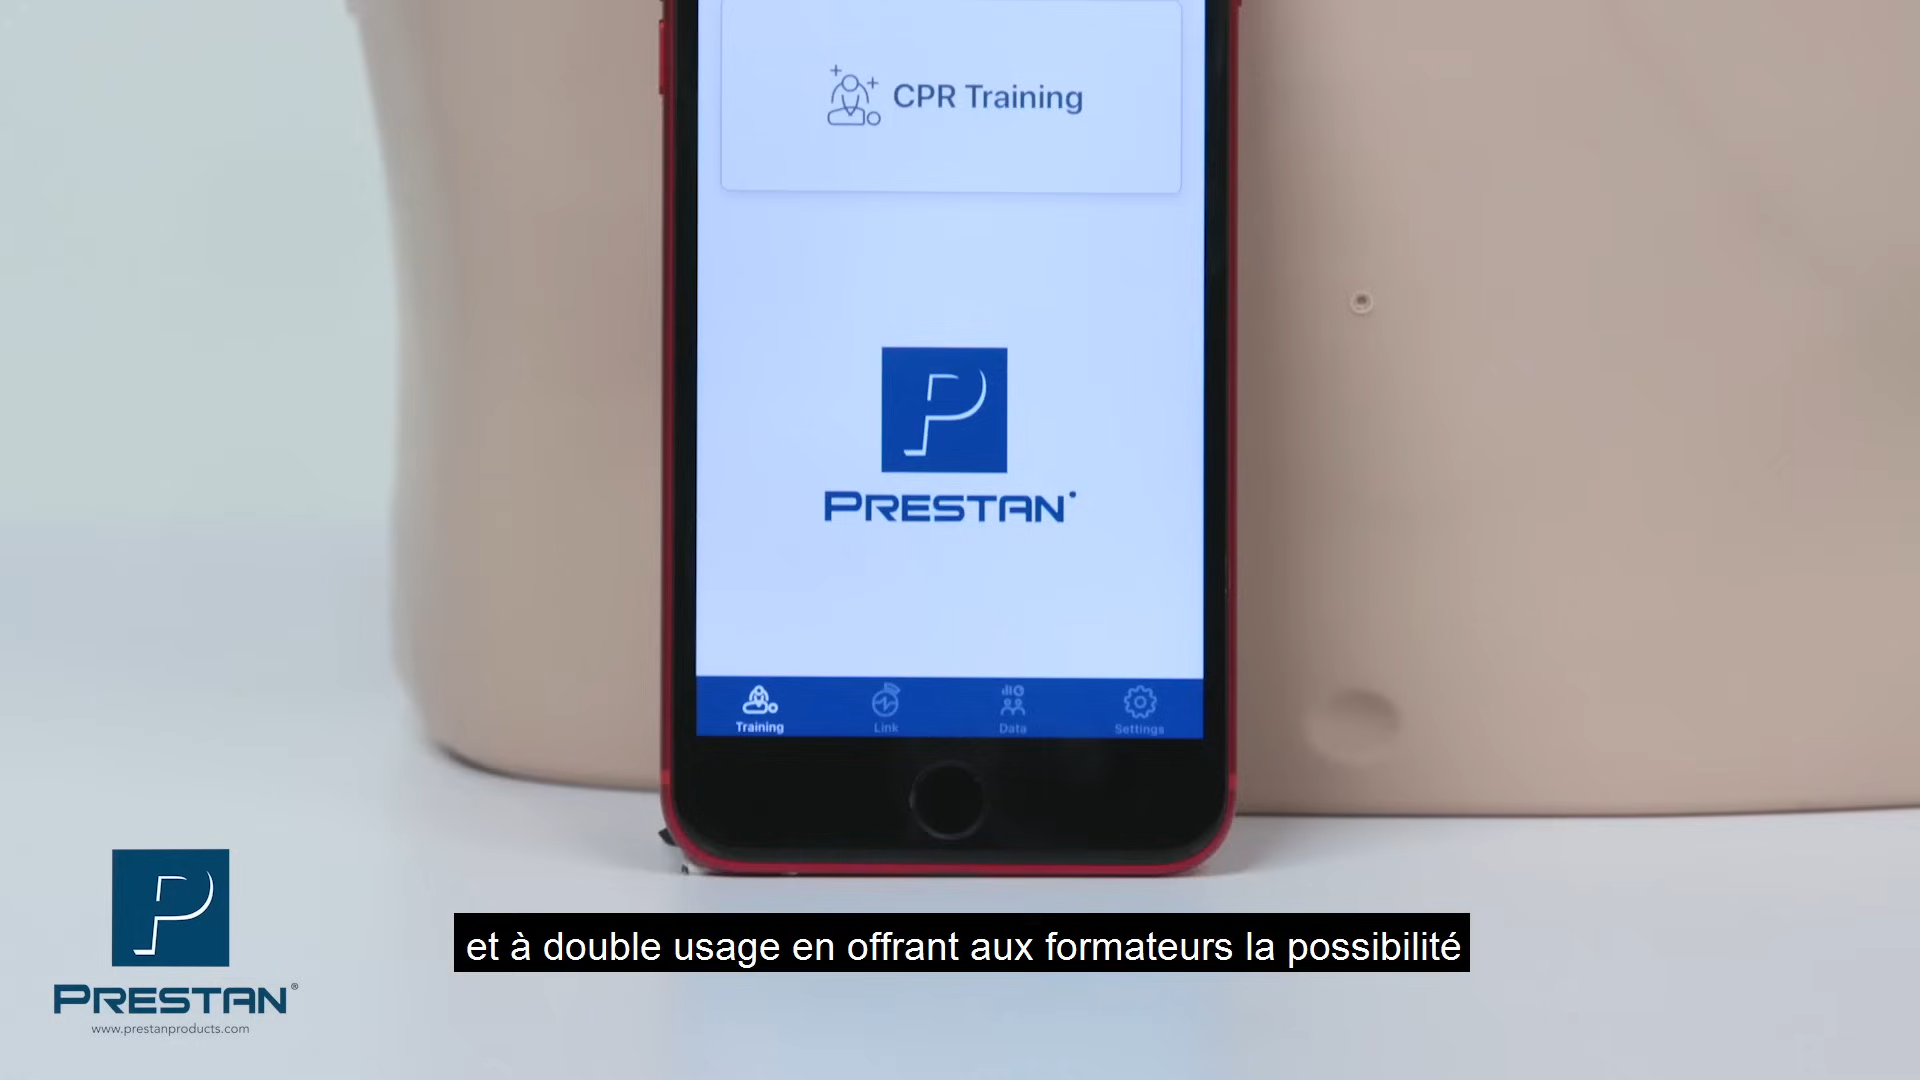 CPR Training
P
PRESTAN
Training
Link
Data
Settings
P
PRESTAN®
www.prestanproducts.com
et à double usage en offrant aux formateurs la possibilité